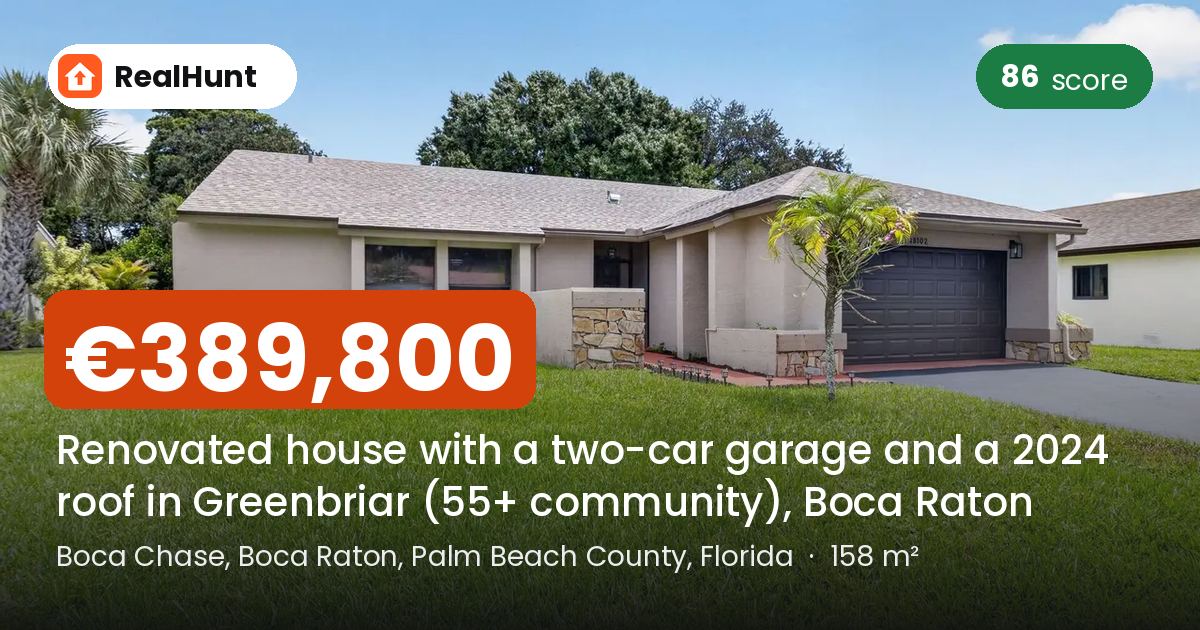 RealHunt
86 score
18102
€389,800
Renovated house with a two-car garage and a 2024
roof in Greenbriar (55+ community), Boca Raton
Boca Chase, Boca Raton, Palm Beach County, Florida · 158 m²